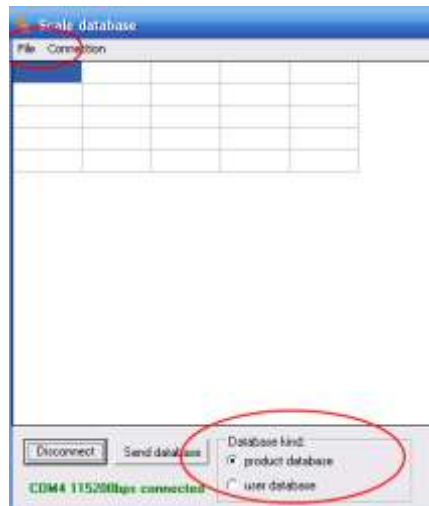 Scale database
File Connection
Disconnect Send database
Database kind:
product database
user database
COM4 115200bps connected